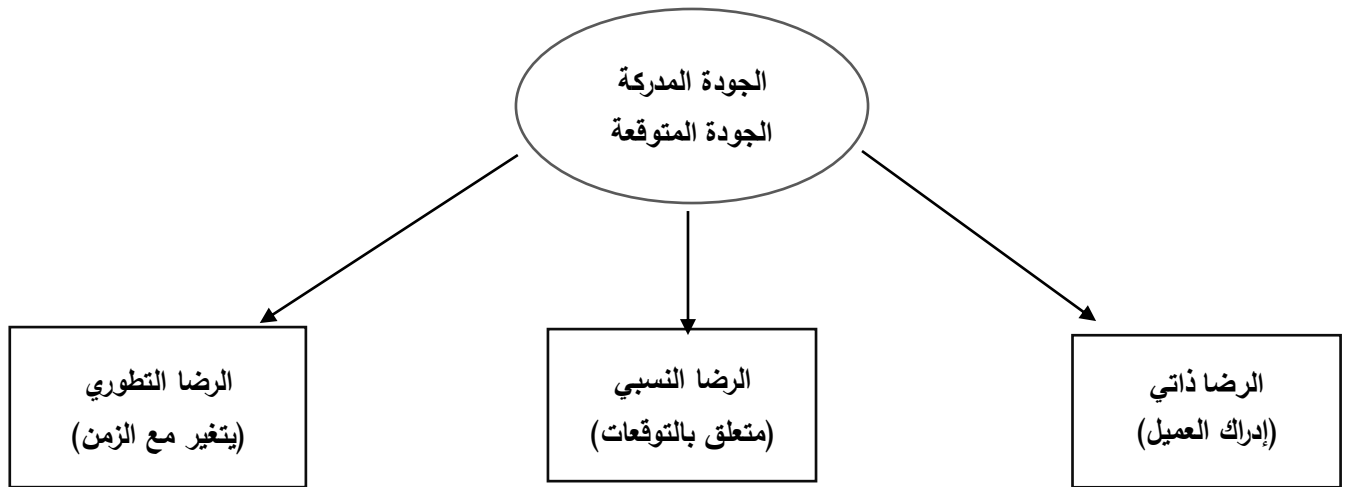 الجودة المدركة
الجودة المتوقعة
الرضا ذاتي
(إدراك العميل)
الرضا النسبي
(متعلق بالتوقعات)
الرضا التطوري
(يتغير مع الزمن)